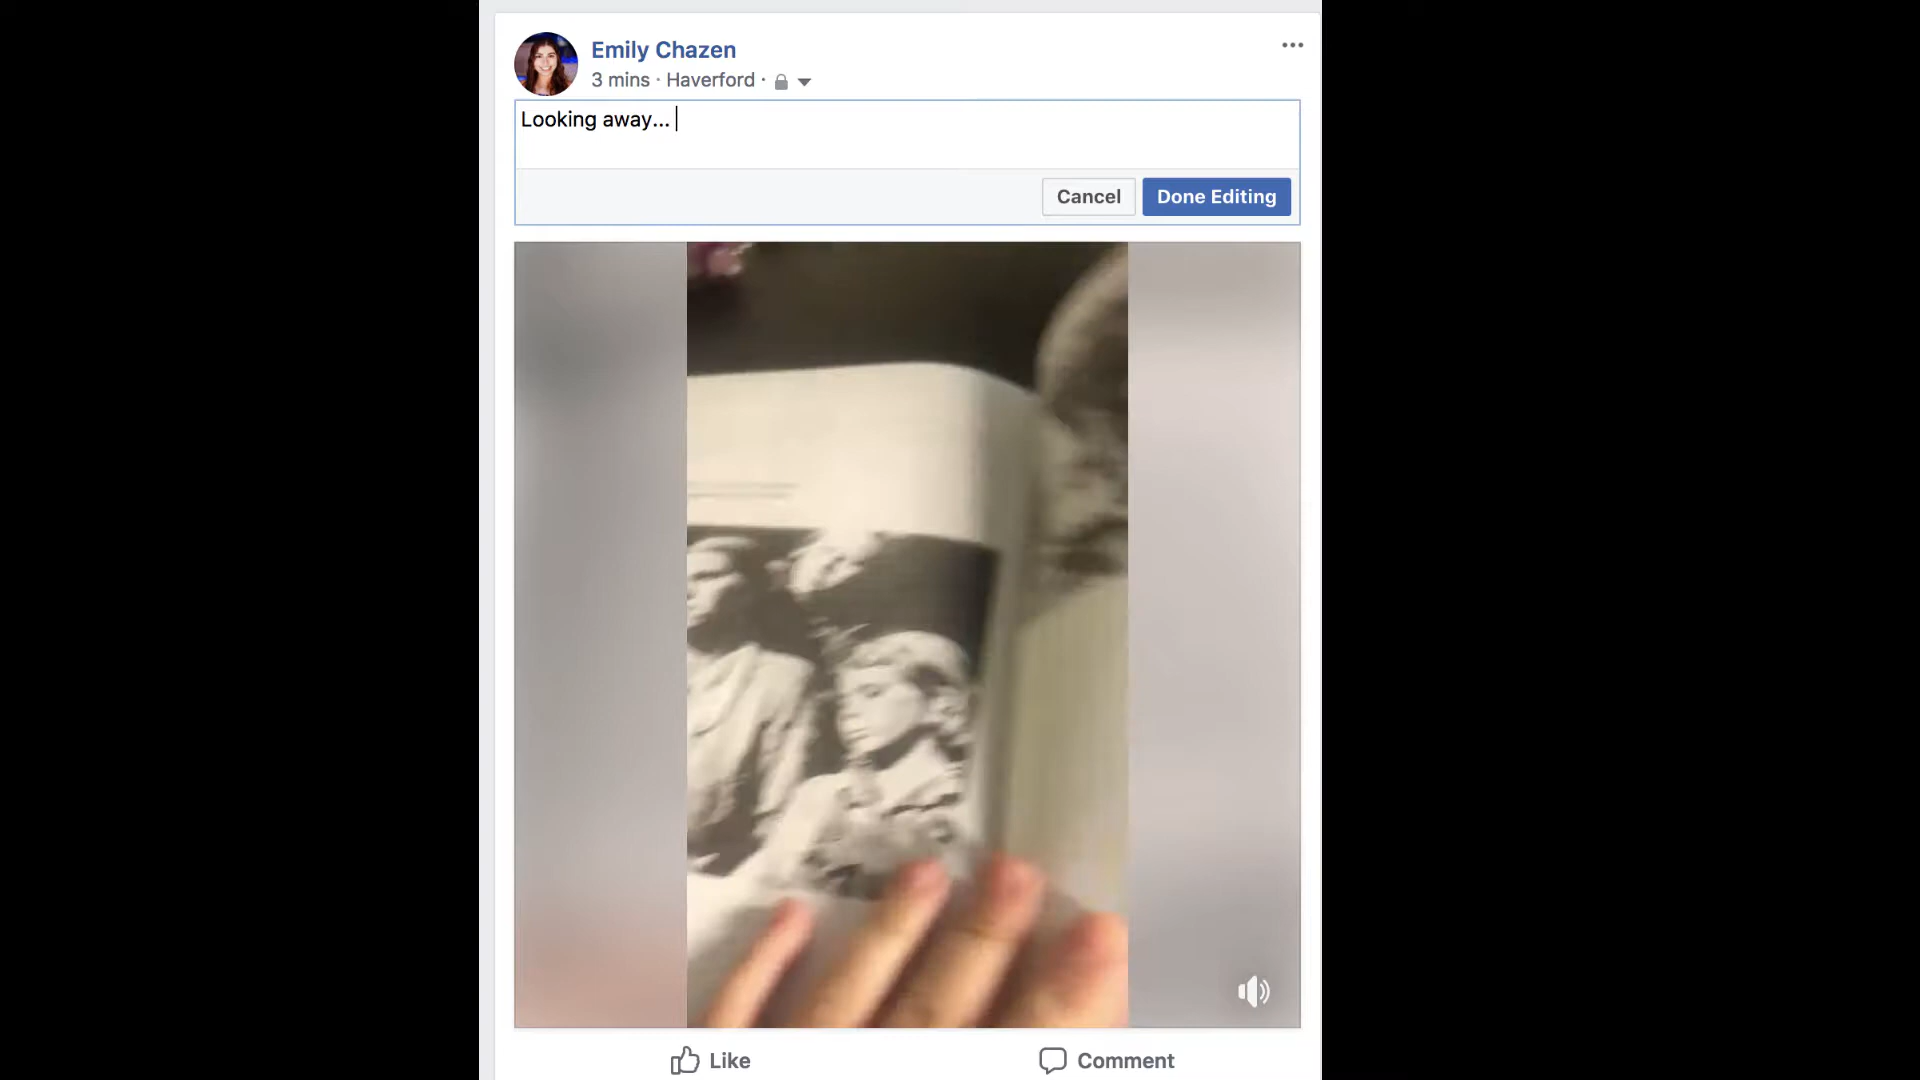 Emily Chazen
3 mins · Haverford ·
Looking away...
Cancel
Done Editing
Like
Comment